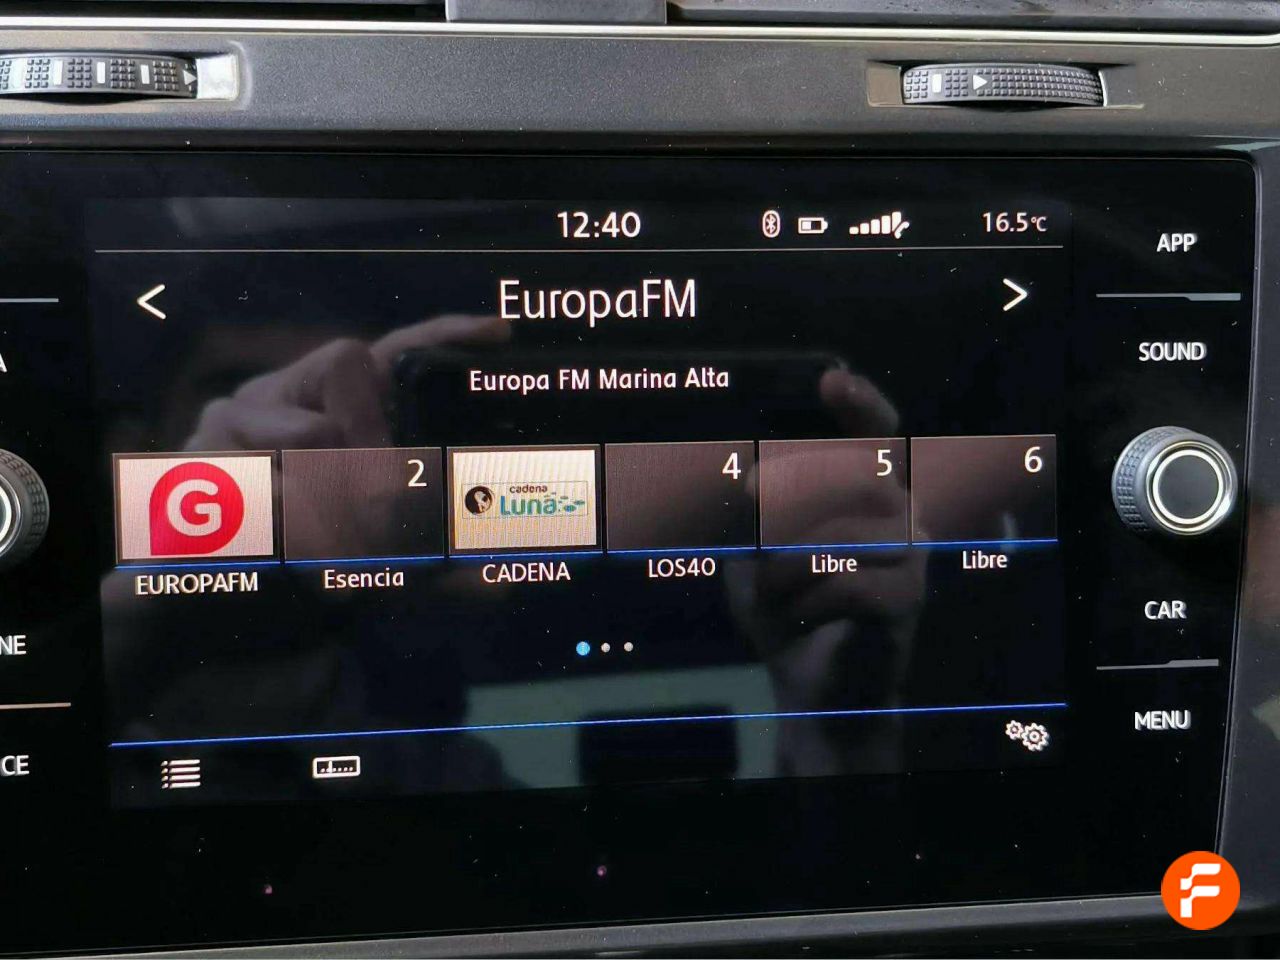 12:40
16.5°C
APP
< EuropaFM >
SOUND
Europa FM Marina Alta
G
2
cadena
Luna
4
5
6
EUROPAFM
Esencia
CADENA
LOS40
Libre
Libre
CAR
NE
MENU
CE
F